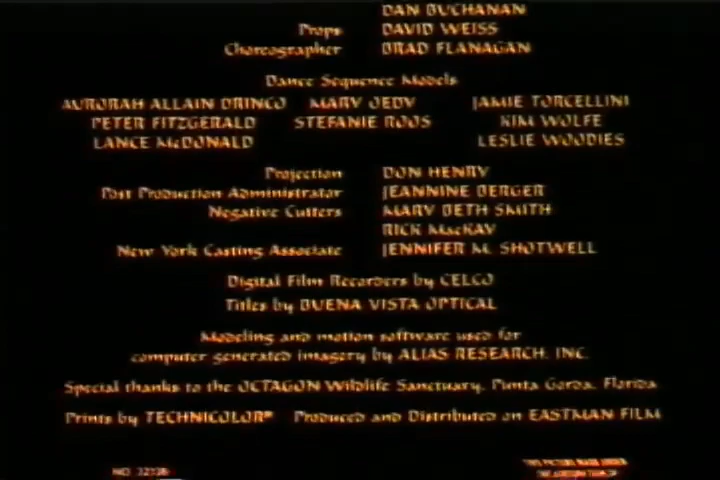 DAN BUCHANAN
Props DAVID WEISS
Choreographer BRAD FLANAGAN
Dance Sequence Models
AURORAH ALLAIN DRINCO MARY OEDY JAMIE TORCELLINI
PETER FITZGERALD STEFANIE ROOS KIM WOLFE
LANCE McDONALD LESLIE WOODIES
Projection DON HENRY
Post Production Administrator JEANNINE BERGER
Negative Cutters MARY BETH SMITH
RICK MacKAY
New York Casting Associate JENNIFER M. SHOTWELL
Digital Film Recorders by CELCO
Titles by BUENA VISTA OPTICAL
Modeling and motion software used for
computer generated imagery by ALIAS RESEARCH, INC.
Special thanks to the OCTAGON Wildlife Sanctuary, Punta Gorda, Florida
Prints by TECHNICOLOR® Produced and Distributed on EASTMAN FILM
THIS PICTURE MADE UNDER